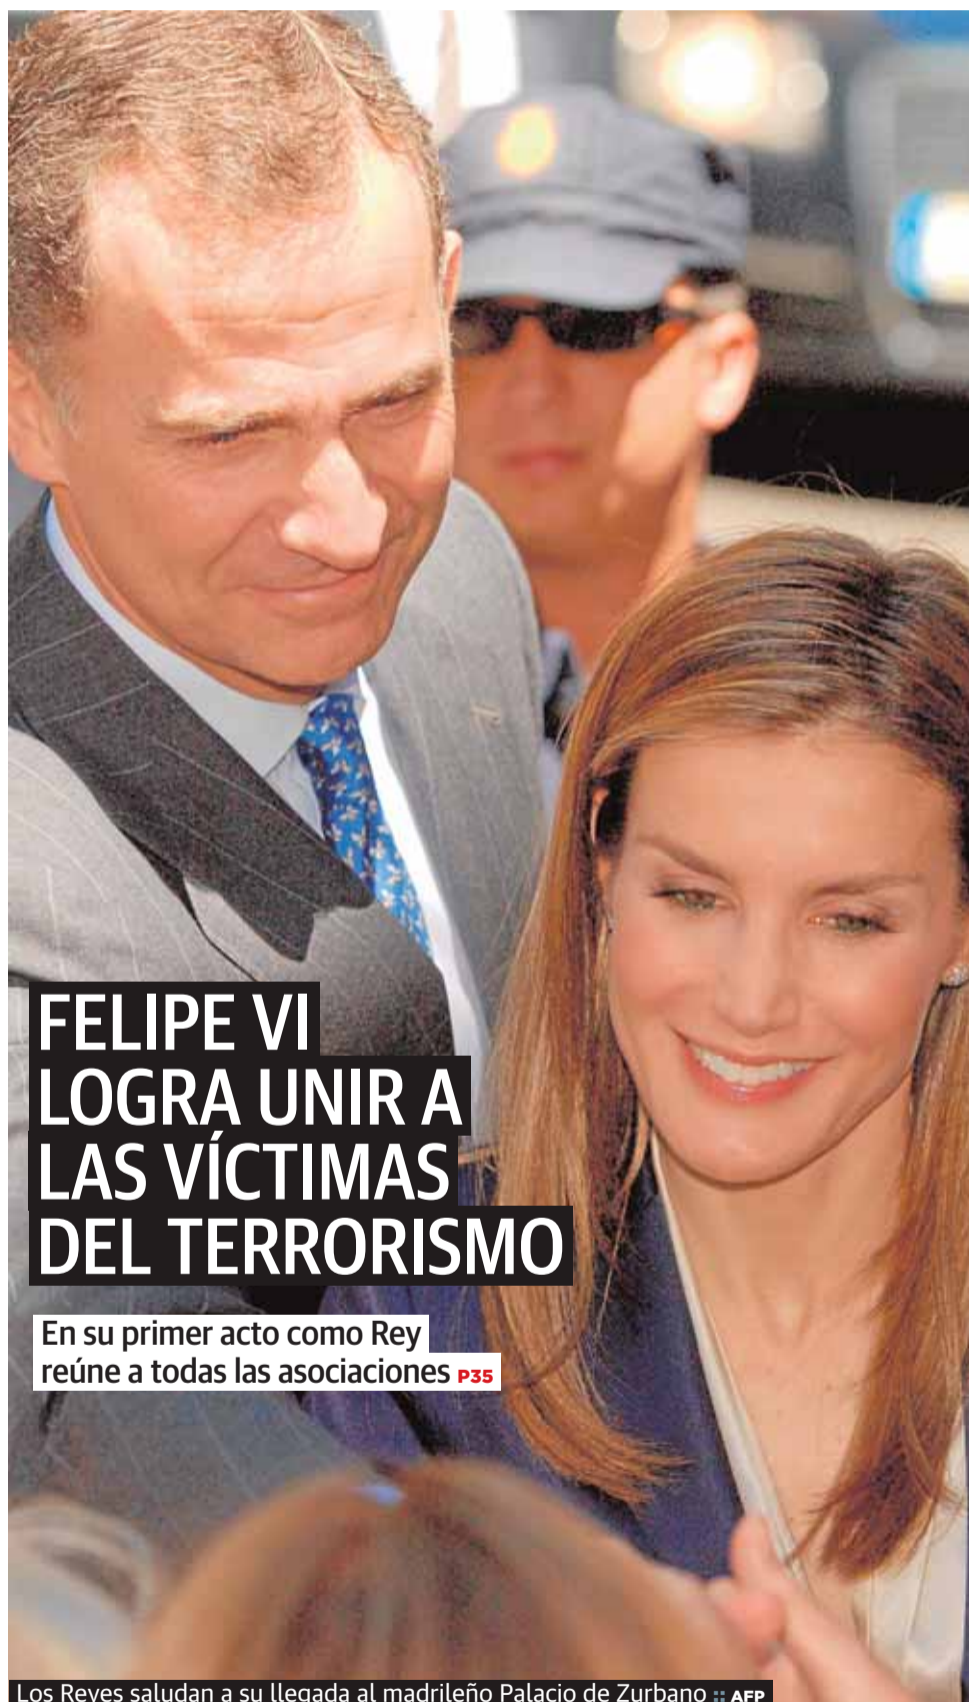 FELIPE VI
LOGRA UNIR A
LAS VÍCTIMAS
DEL TERRORISMO
En su primer acto como Rey
reúne a todas las asociaciones P35
Los Reyes saludan a su llegada al madrileño Palacio de Zurbano :: AFP